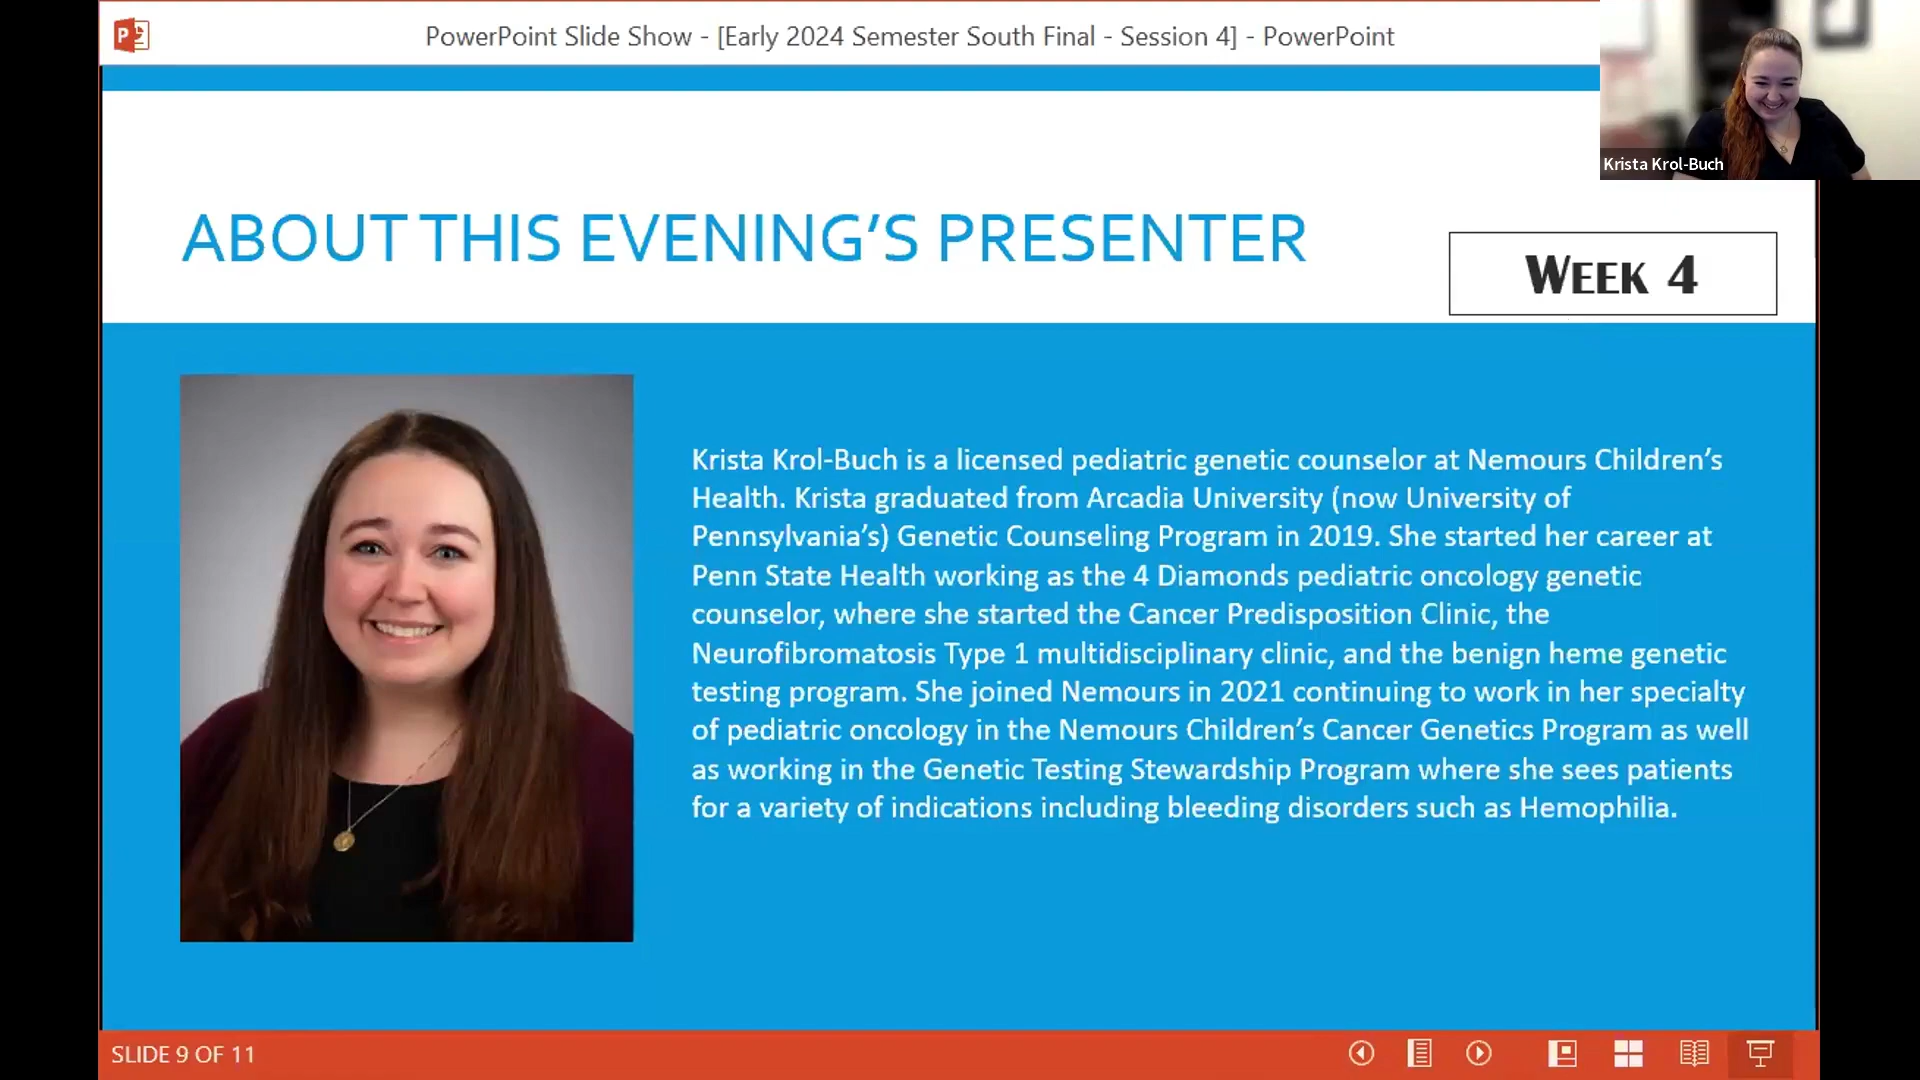 PowerPoint Slide Show - [Early 2024 Semester South Final - Session 4] - PowerPoint
Krista Krol-Buch
ABOUT THIS EVENING’S PRESENTER
WEEK 4
Krista Krol-Buch is a licensed pediatric genetic counselor at Nemours Children’s
Health. Krista graduated from Arcadia University (now University of
Pennsylvania’s) Genetic Counseling Program in 2019. She started her career at
Penn State Health working as the 4 Diamonds pediatric oncology genetic
counselor, where she started the Cancer Predisposition Clinic, the
Neurofibromatosis Type 1 multidisciplinary clinic, and the benign heme genetic
testing program. She joined Nemours in 2021 continuing to work in her specialty
of pediatric oncology in the Nemours Children’s Cancer Genetics Program as well
as working in the Genetic Testing Stewardship Program where she sees patients
for a variety of indications including bleeding disorders such as Hemophilia.
SLIDE 9 OF 11